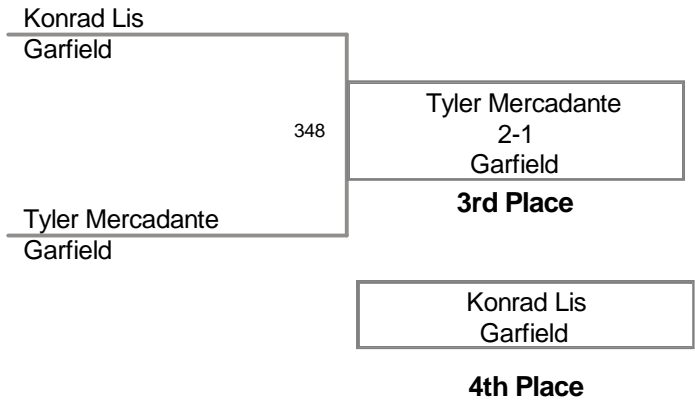 Konrad Lis
Garfield
348
Tyler Mercadante
2-1
Garfield
3rd Place
Tyler Mercadante
Garfield
Konrad Lis
Garfield
4th Place